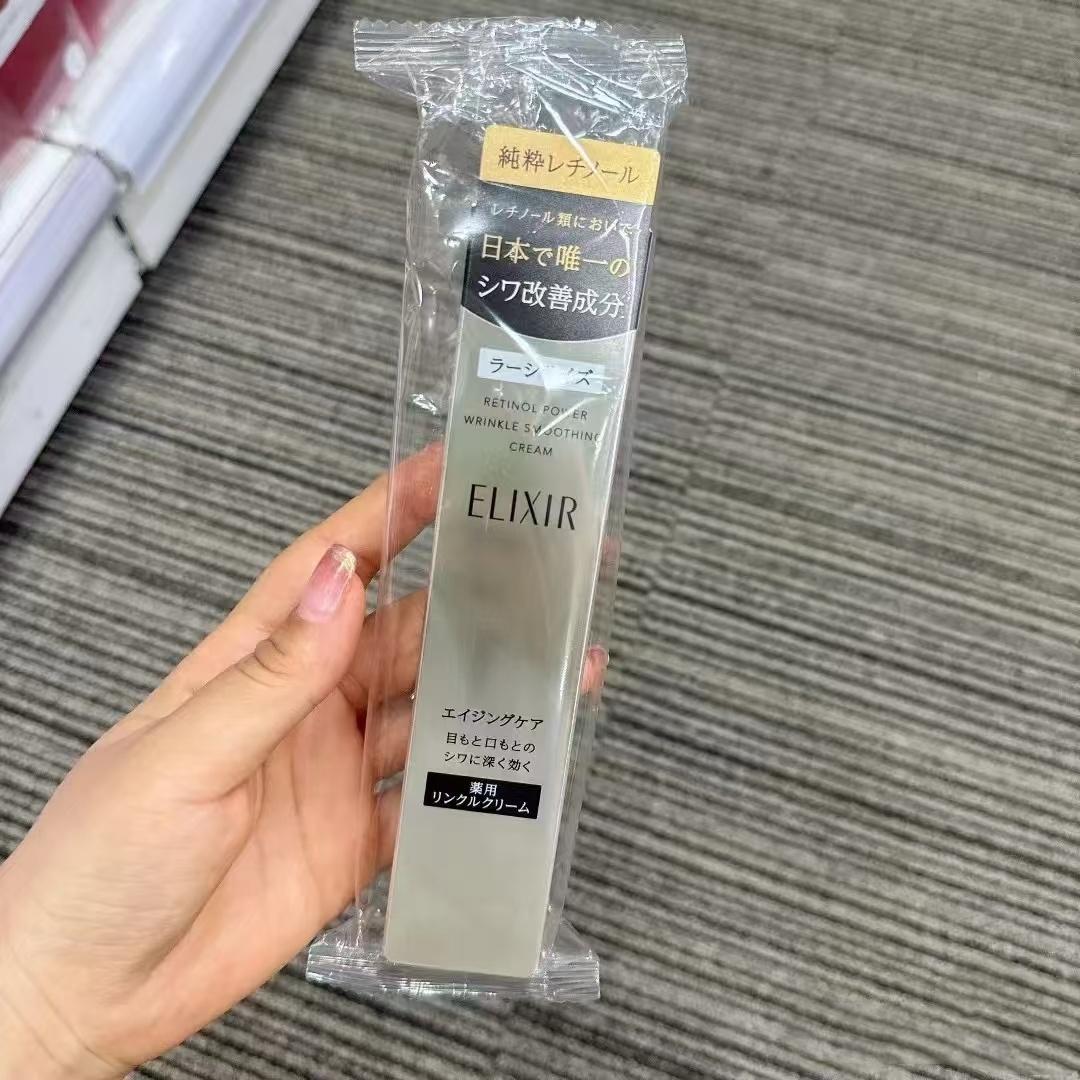 純粋レチノール
レチノール類において
日本で唯一の
シワ改善成分
ラージサイズ
RETINOL POWER
WRINKLE SMOOTHING
CREAM
ELIXIR
エイジングケア
目もと口もとの
シワに深く効く
薬用
リンクルクリーム